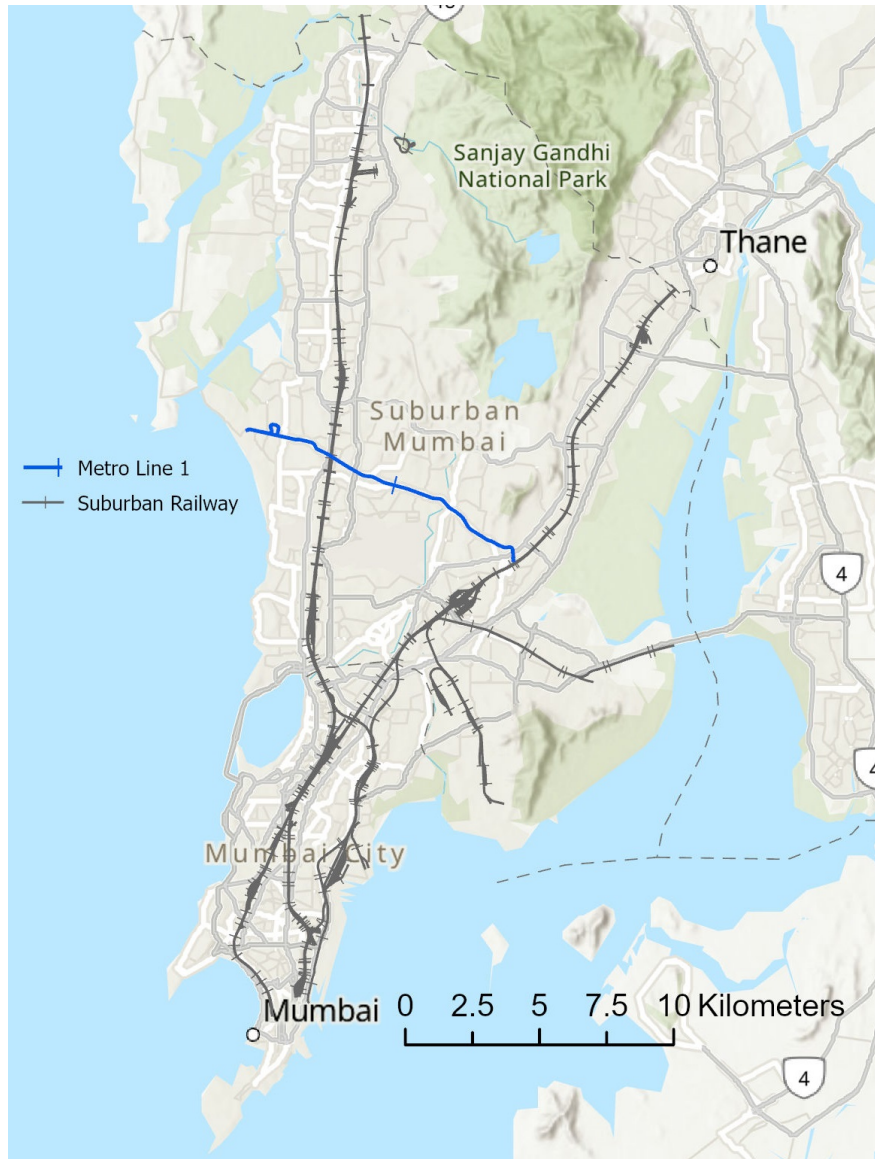 Sanjay Gandhi
National Park
Thane
Suburban
Mumbai
Metro Line 1
Suburban Railway
4
4
Mumbai City
Mumbai
0 2.5 5 7.5 10 Kilometers
4